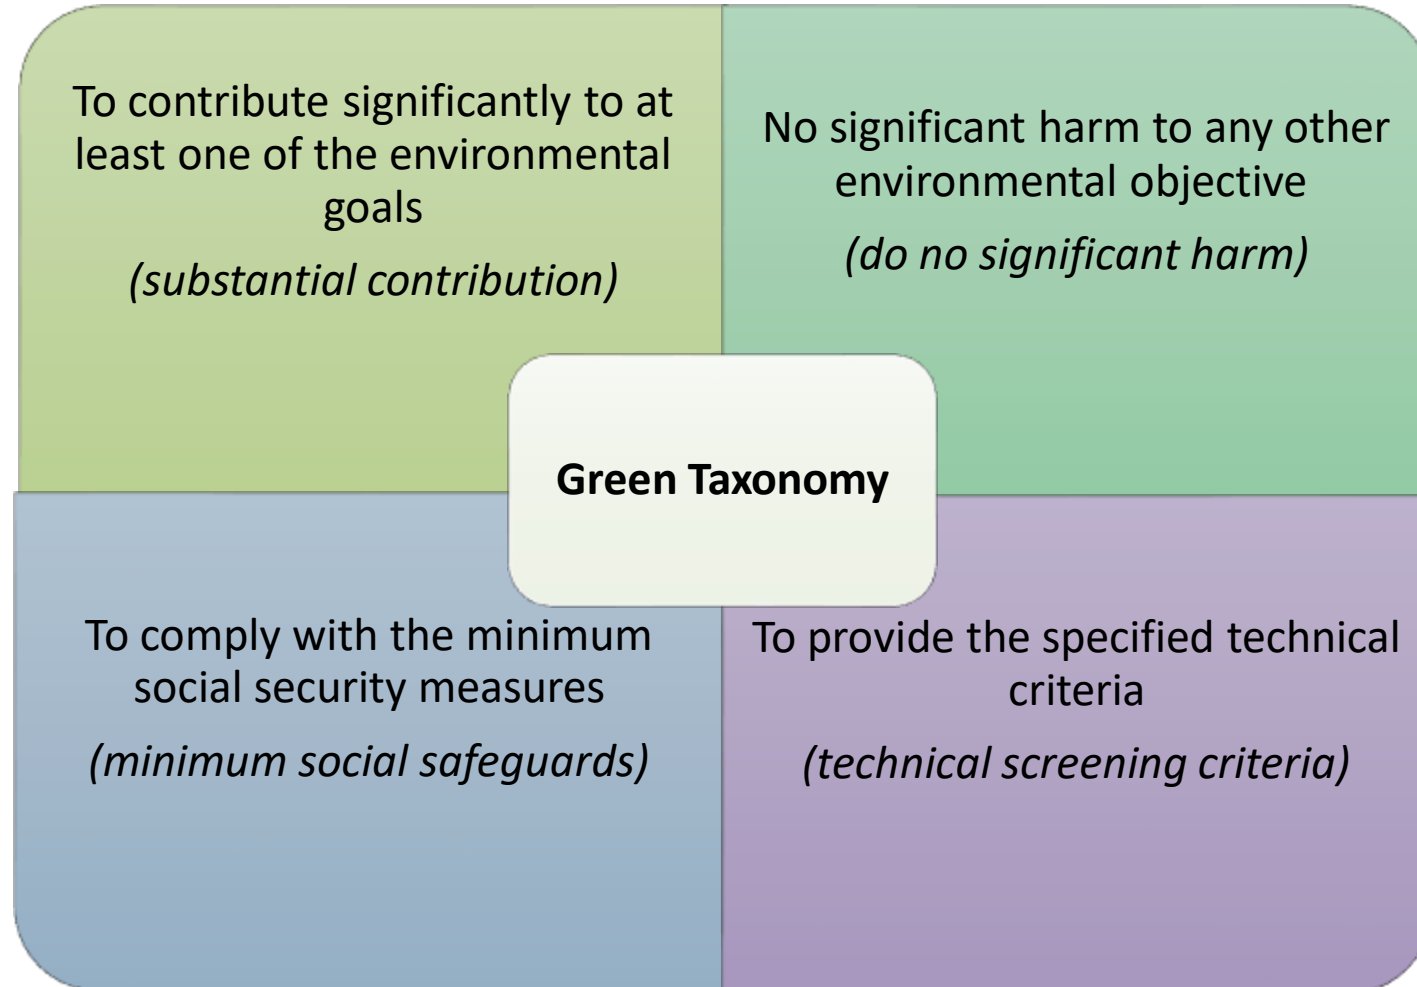 To contribute significantly to at
least one of the environmental
goals
(substantial contribution)
No significant harm to any other
environmental objective
(do no significant harm)
Green Taxonomy
To comply with the minimum
social security measures
(minimum social safeguards)
To provide the specified technical
criteria
(technical screening criteria)